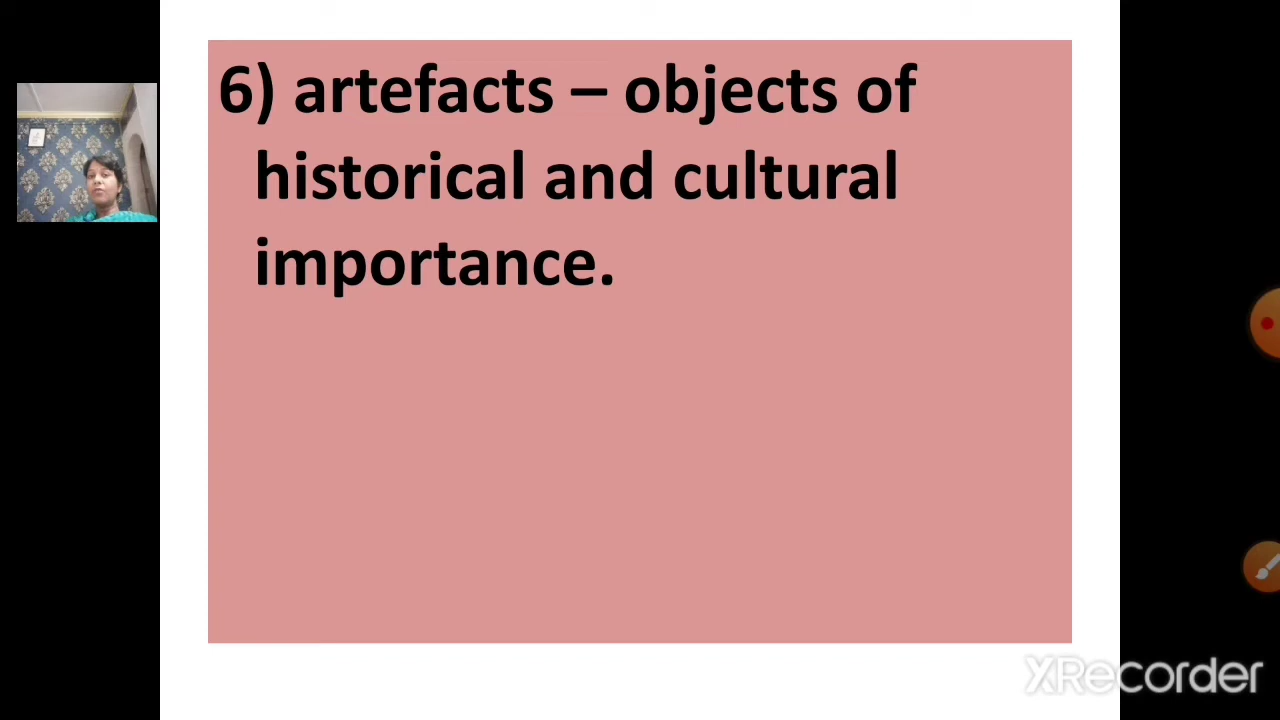 6) artefacts – objects of
historical and cultural
importance.
XRecorder